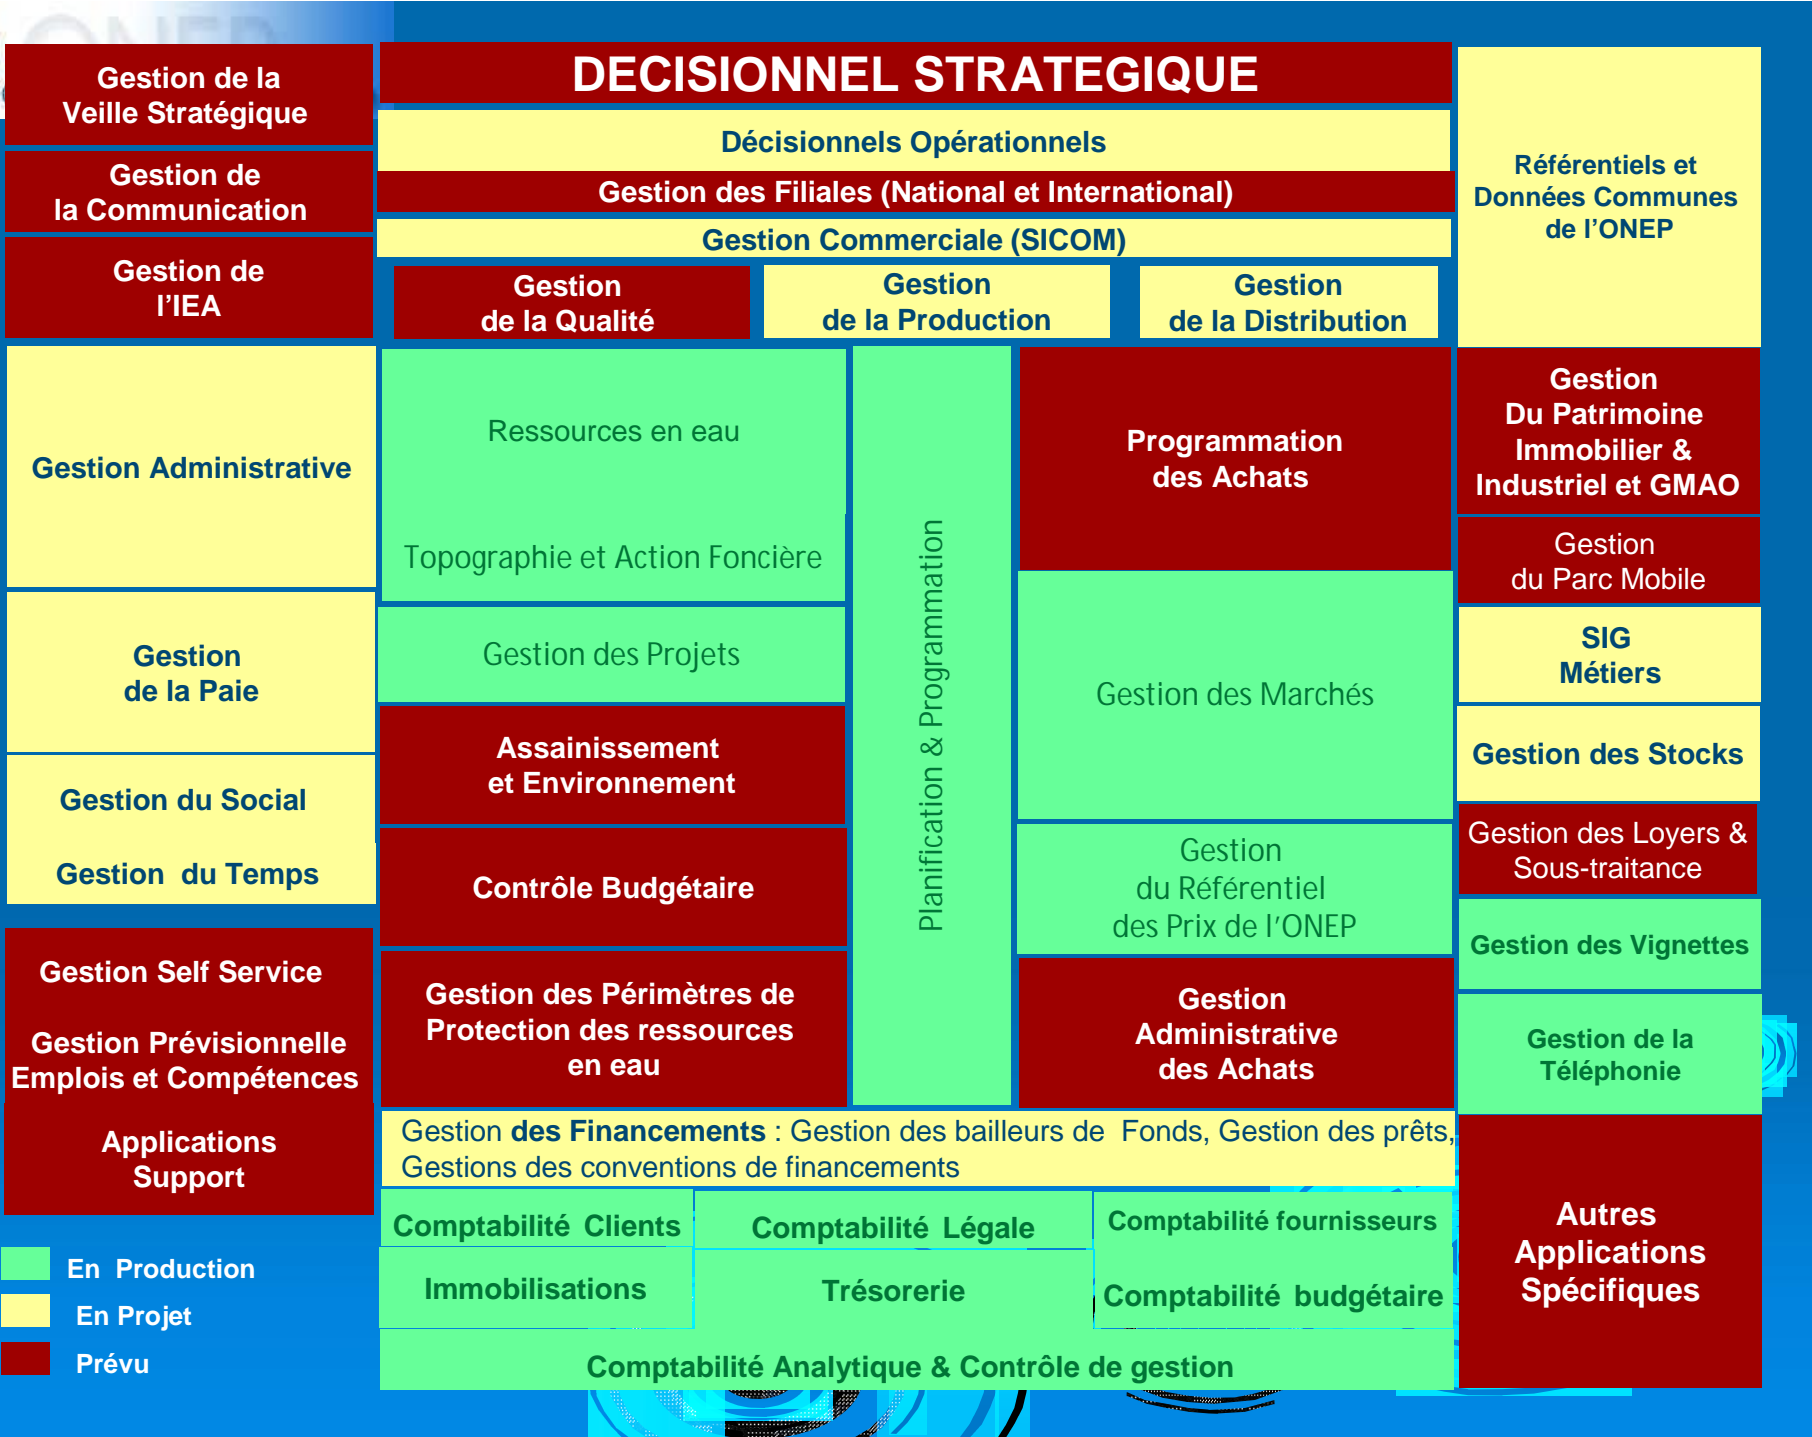 Gestion de la
Veille Stratégique
Gestion de
la Communication
Gestion de
l'IEA
DECISIONNEL STRATEGIQUE
Décisionnels Opérationnels
Gestion des Filiales (National et International)
Gestion Commerciale (SICOM)
Gestion
de la Qualité
Gestion
de la Production
Gestion
de la Distribution
Référentiels et
Données Communes
de l'ONEP
Gestion Administrative
Gestion
de la Paie
Gestion du Social
Gestion du Temps
Gestion Self Service
Gestion Prévisionnelle
Emplois et Compétences
Applications
Support
Ressources en eau
Topographie et Action Foncière
Gestion des Projets
Assainissement
et Environnement
Contrôle Budgétaire
Gestion des Périmètres de
Protection des ressources
en eau
Planification & Programmation
Programmation
des Achats
Gestion des Marchés
Gestion
du Référentiel
des Prix de l'ONEP
Gestion
Administrative
des Achats
Gestion
Du Patrimoine
Immobilier &
Industriel et GMAO
Gestion
du Parc Mobile
SIG
Métiers
Gestion des Stocks
Gestion des Loyers &
Sous-traitance
Gestion des Vignettes
Gestion de la
Téléphonie
Autres
Applications
Spécifiques
Gestion des Financements : Gestion des bailleurs de Fonds, Gestion des prêts,
Gestions des conventions de financements
Comptabilité Clients
Comptabilité Légale
Comptabilité fournisseurs
Immobilisations
Trésorerie
Comptabilité budgétaire
Comptabilité Analytique & Contrôle de gestion
En Production
En Projet
Prévu